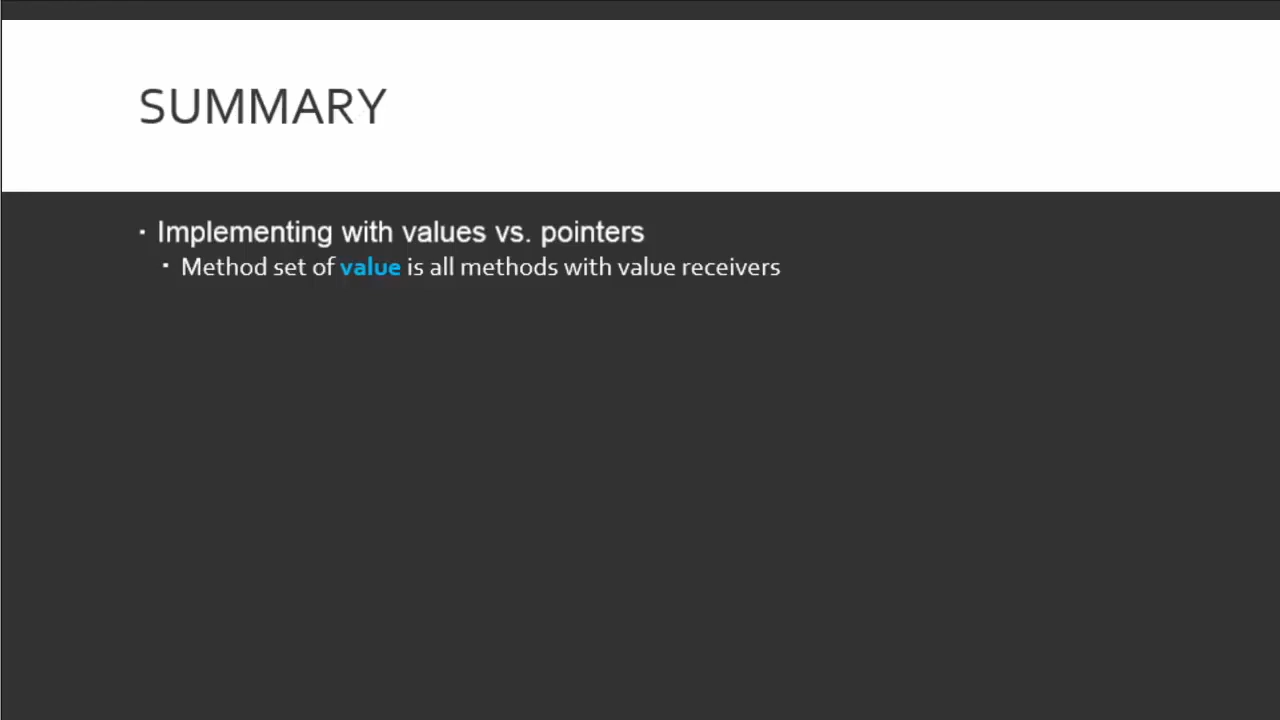 SUMMARY
· Implementing with values vs. pointers
▪ Method set of value is all methods with value receivers